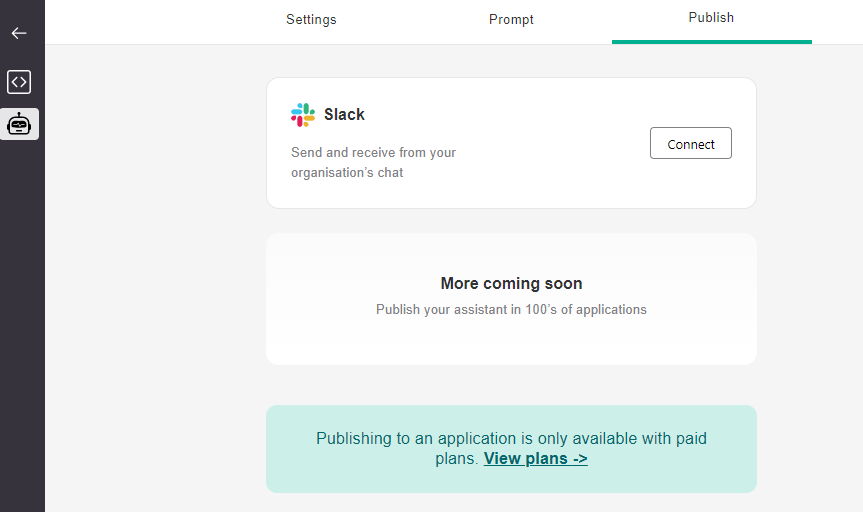 Settings
Prompt
Publish
Slack
Send and receive from your
organisation's chat
Connect
More coming soon
Publish your assistant in 100's of applications
Publishing to an application is only available with paid
plans. View plans ->